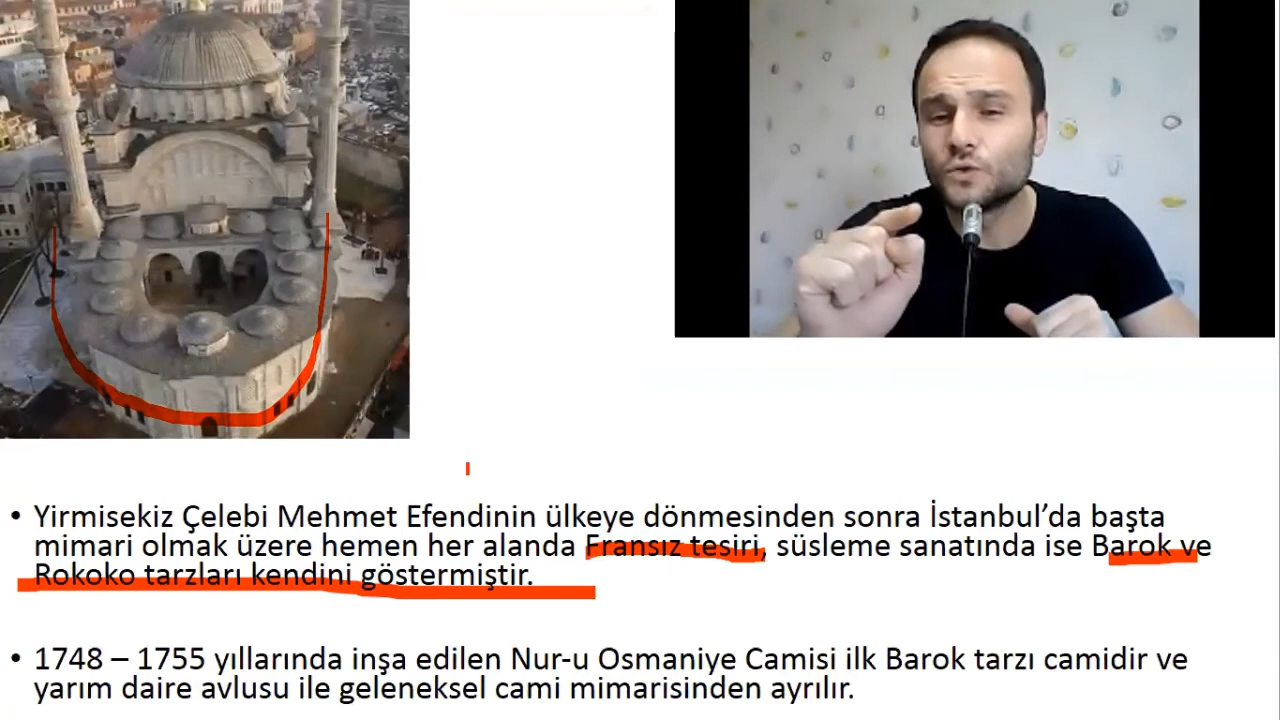 • Yirmisekiz Çelebi Mehmet Efendinin ülkeye dönmesinden sonra İstanbul’da başta
mimari olmak üzere hemen her alanda Fransız tesiri, süsleme sanatında ise Barok ve
Rokoko tarzları kendini göstermiştir.
• 1748 – 1755 yıllarında inşa edilen Nur-u Osmaniye Camisi ilk Barok tarzı camidir ve
yarım daire avlusu ile geleneksel cami mimarisinden ayrılır.